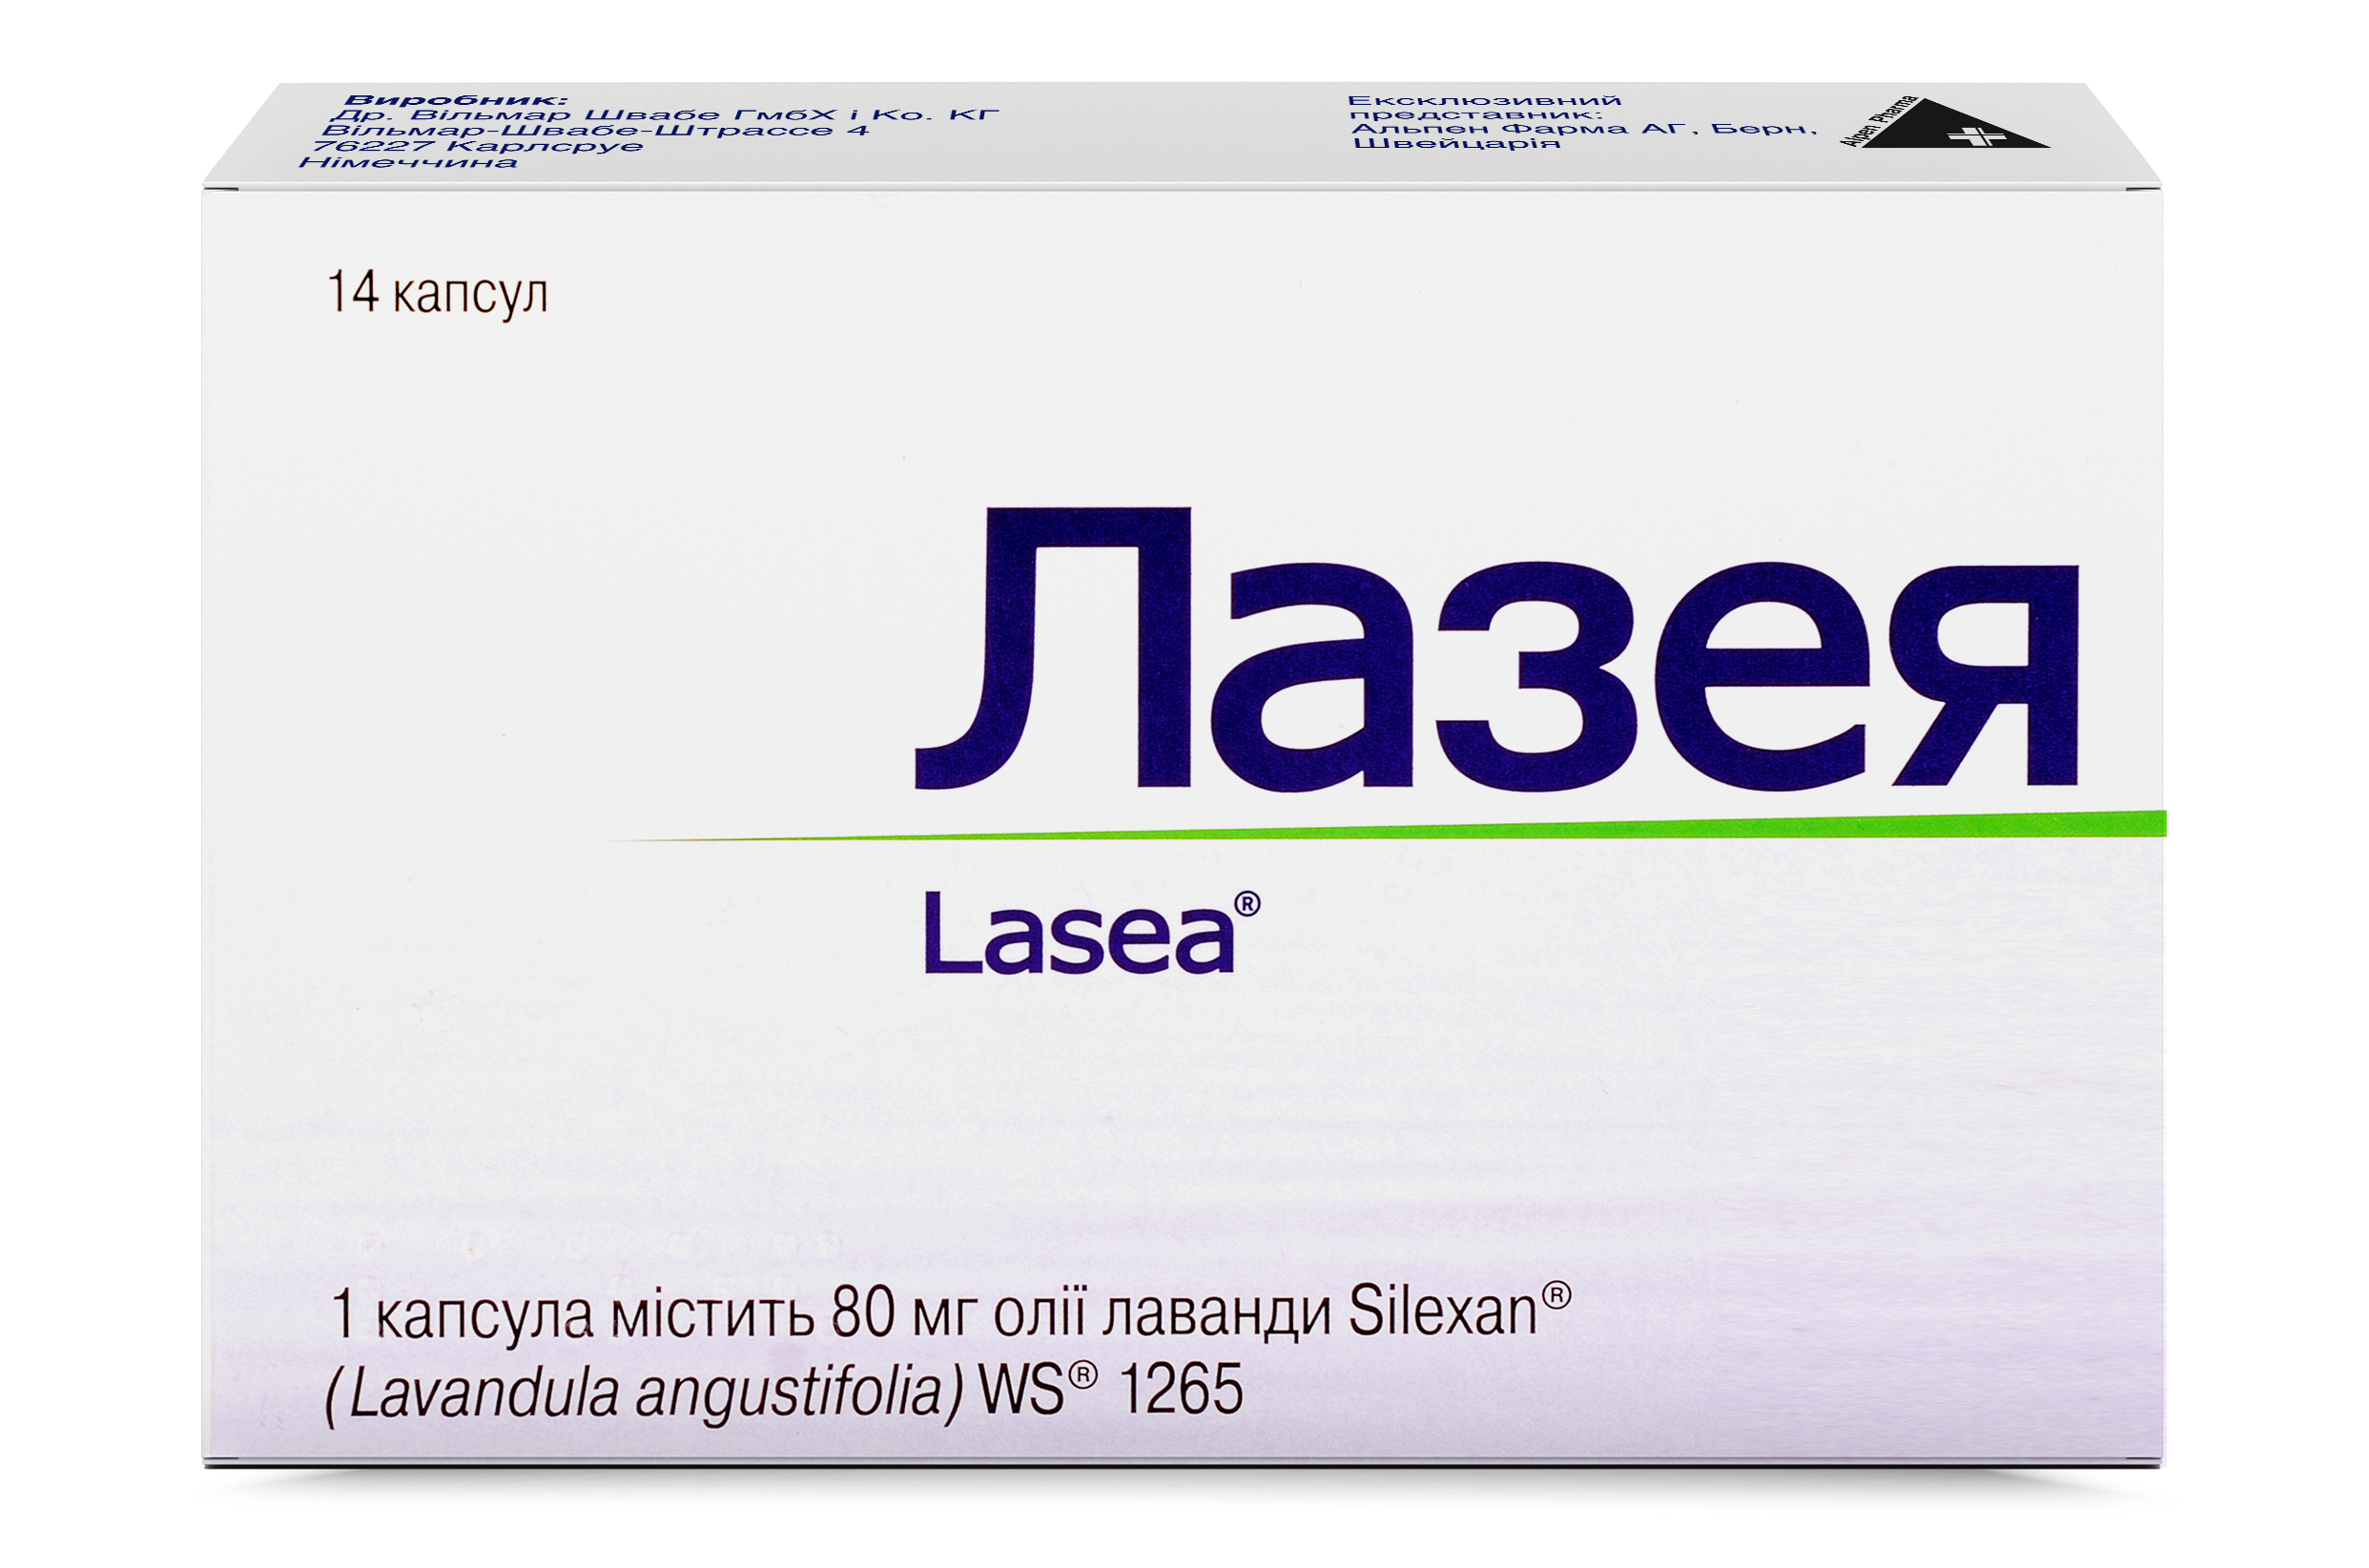 Виробник:
Др. Вільмар Швабе ГмбХ і Ко. КГ
Вільмар-Швабе-Штрассе 4
76227 Карлсруе
Німеччина
Ексклюзивний
представник:
Альпен Фарма АГ, Берн,
Швейцарія
Alpen Pharma
14 капсул
Лазея
Lasea®
1 капсула містить 80 мг олії лаванди Silexan®
(Lavandula angustifolia) WS® 1265